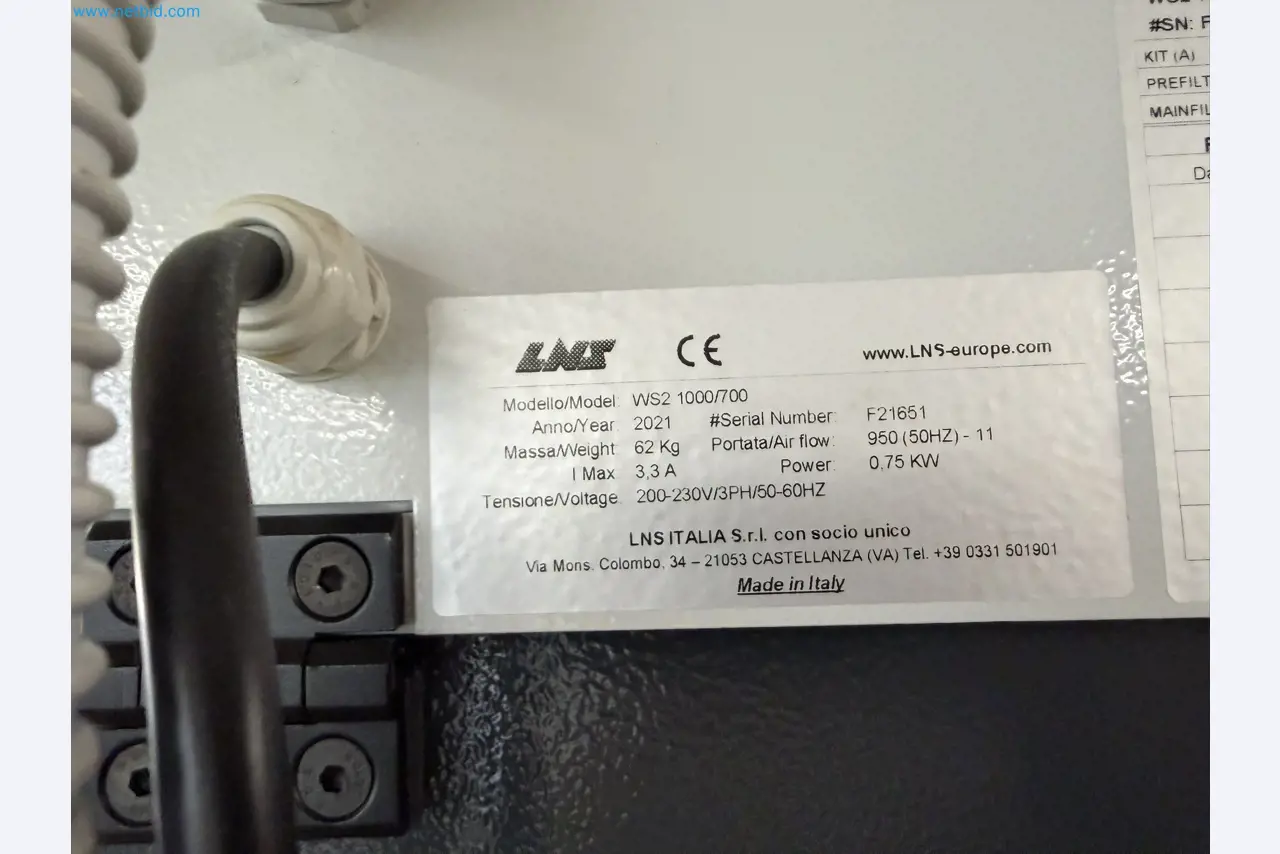 www.netbid.com
#SN: F
KIT (A)
PREFILT
MAINFIL
LNS CE www.LNS-europe.com
Modello/Model: WS2 1000/700
Anno/Year: 2021 #Serial Number: F21651
Massa/Weight: 62 Kg Portata/Air flow: 950 (50HZ) - 11
I Max: 3,3 A Power: 0,75 KW
Tensione/Voltage: 200-230V/3PH/50-60HZ
LNS ITALIA S.r.l. con socio unico
Via Mons. Colombo, 34 – 21053 CASTELLANZA (VA) Tel. +39 0331 501901
Made in Italy